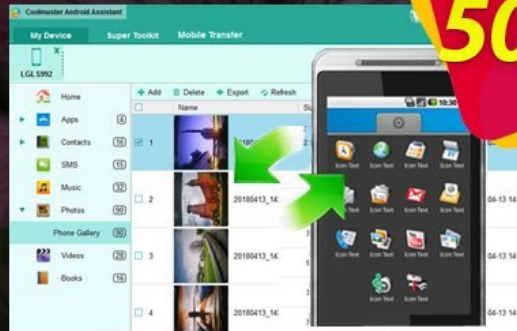 Coolmuster Android Assistant
50
My Device Super Toolkit Mobile Transfer
LGLS992
Home
Apps 4
Contacts 16
SMS 15
Music 32
Photos 90
Phone Gallery 90
Videos 28
Books 16
Add Delete Export Refresh
Name
1
2 20180413_14
3 20180413_14
4 20180413_14
10:30
Icon Text Icon Text Icon Text Icon Text
Icon Text Icon Text Icon Text Icon Text
Icon Text Icon Text Icon Text Icon Text
Icon Text Icon Text
04-13 14
04-13 14